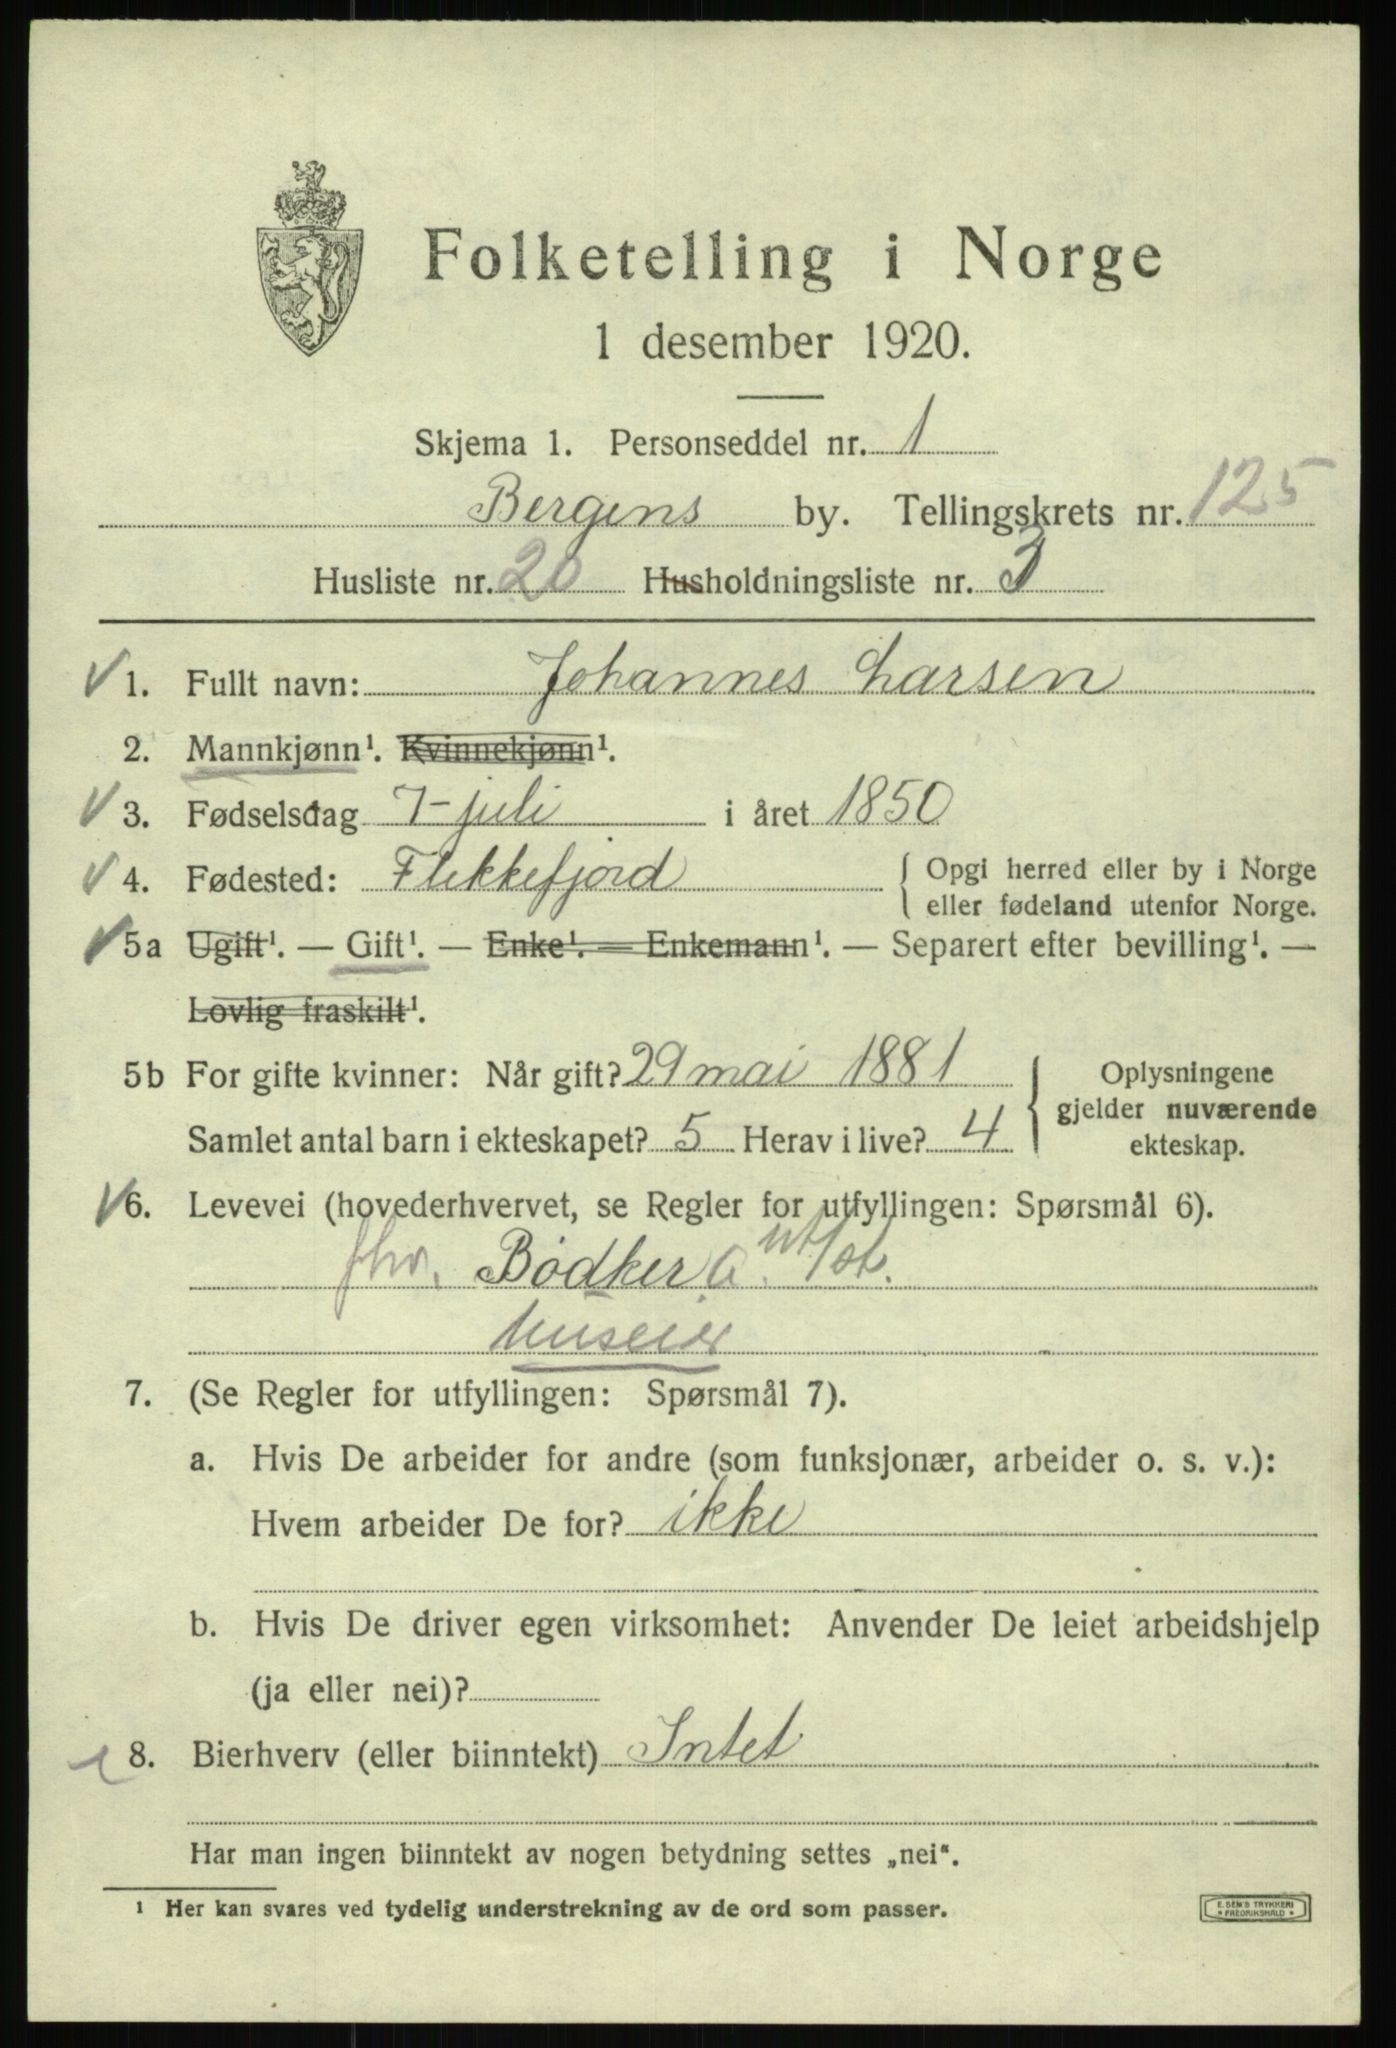 Folketelling i Norge
1 desember 1920.
Skjema 1. Personseddel nr. 1
Bergens by. Tellingskrets nr. 125
Husliste nr. 20 Husholdningsliste nr. 3
1. Fullt navn: Johannes Larsen
2. Mannkjønn¹. Kvinnekjønn¹.
3. Fødselsdag 7-juli i året 1850
4. Fødested: Flekkefjord { Opgi herred eller by i Norge
eller fødeland utenfor Norge.
5a Ugift¹. — Gift¹. — Enke¹. — Enkemann¹. — Separert efter bevilling¹. —
Lovlig fraskilt¹.
5b For gifte kvinner: Når gift? 29 mai 1881
Samlet antal barn i ekteskapet? 5 Herav i live? 4
Oplysningene
gjelder nuværende
ekteskap.
6. Levevei (hovederhvervet, se Regler for utfyllingen: Spørsmål 6).
fhv. Bødker
7. (Se Regler for utfyllingen: Spørsmål 7).
a. Hvis De arbeider for andre (som funksjonær, arbeider o. s. v.):
Hvem arbeider De for? ikke
b. Hvis De driver egen virksomhet: Anvender De leiet arbeidshjelp
(ja eller nei)?
8. Bierhverv (eller biinntekt) Intet
Har man ingen biinntekt av nogen betydning settes „nei“.
¹ Her kan svares ved tydelig understrekning av de ord som passer.
E. SEM'S TRYKKERI
* FREDRIKSHALD *